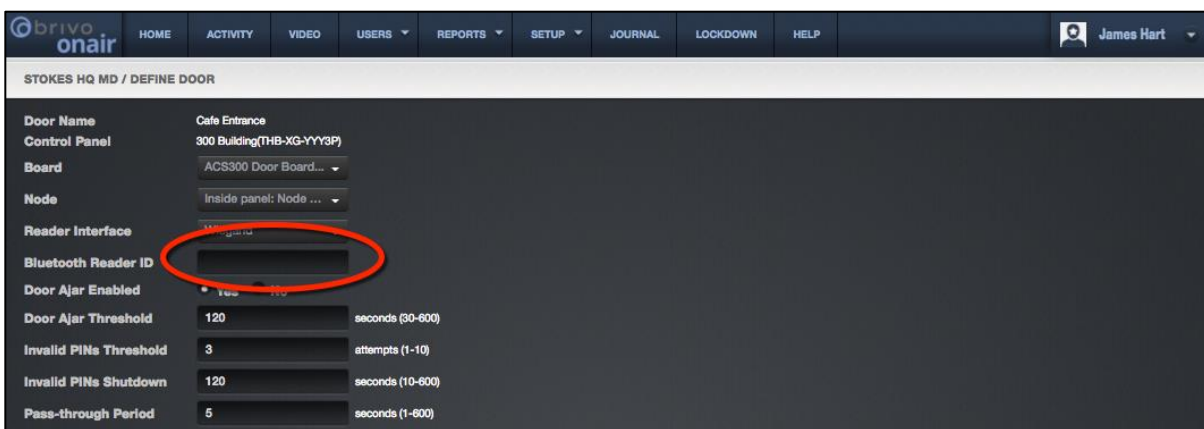 brivo onair HOME ACTIVITY VIDEO USERS REPORTS SETUP JOURNAL LOCKDOWN HELP James Hart
STOKES HQ MD / DEFINE DOOR
Door Name Cafe Entrance
Control Panel 300 Building(THB-XG-YYY3P)
Board ACS300 Door Board...
Node Inside panel: Node ...
Reader Interface
Bluetooth Reader ID
Door Ajar Enabled Yes No
Door Ajar Threshold 120 seconds (30-600)
Invalid PINs Threshold 3 attempts (1-10)
Invalid PINs Shutdown 120 seconds (10-600)
Pass-through Period 5 seconds (1-600)